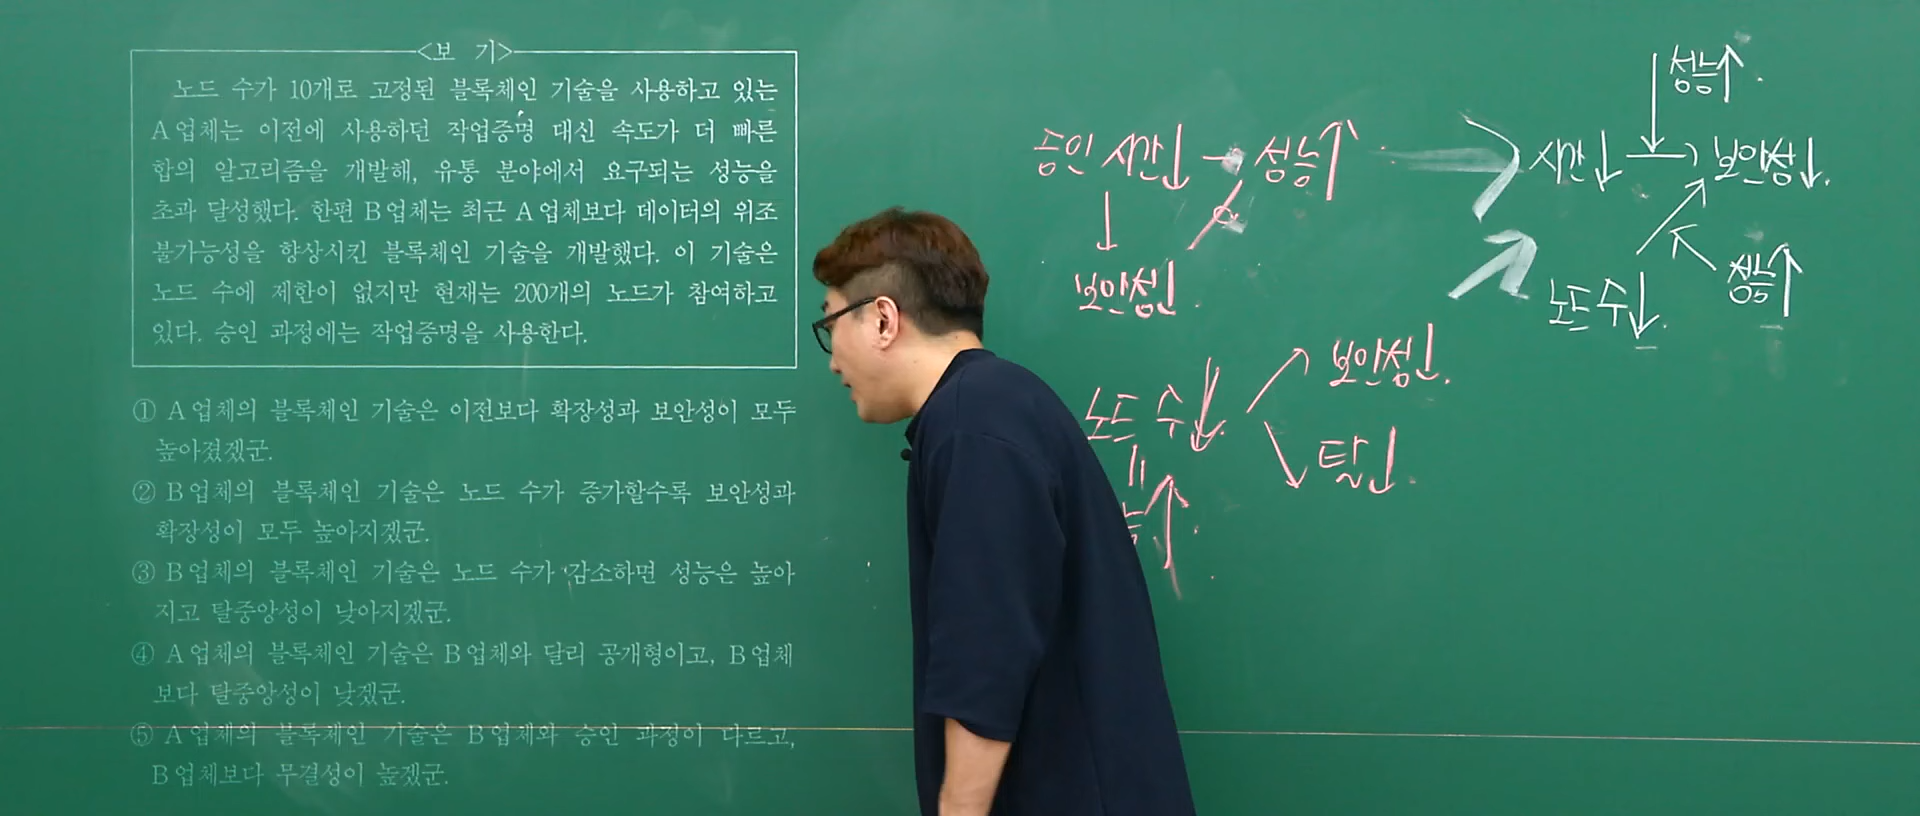 <보 기>
노드 수가 10개로 고정된 블록체인 기술을 사용하고 있는
A업체는 이전에 사용하던 작업증명 대신 속도가 더 빠른
합의 알고리즘을 개발해, 유통 분야에서 요구되는 성능을
초과 달성했다. 한편 B업체는 최근 A업체보다 데이터의 위조
불가능성을 향상시킨 블록체인 기술을 개발했다. 이 기술은
노드 수에 제한이 없지만 현재는 200개의 노드가 참여하고
있다. 승인 과정에는 작업증명을 사용한다.
① A업체의 블록체인 기술은 이전보다 확장성과 보안성이 모두
높아졌겠군.
② B업체의 블록체인 기술은 노드 수가 증가할수록 보안성과
확장성이 모두 높아지겠군.
③ B업체의 블록체인 기술은 노드 수가 감소하면 성능은 높아
지고 탈중앙성이 낮아지겠군.
④ A업체의 블록체인 기술은 B업체와 달리 공개형이고, B업체
보다 탈중앙성이 낮겠군.
⑤ A업체의 블록체인 기술은 B업체와 승인 과정이 다르고,
B업체보다 무결성이 높겠군.
승인 시간↓ → 성능↑
↓
보안성↓.
노드 수↓.
보안성↓.
탈↓.
성능↑.
시간↓ → 보안성↓.
노드 수↓.
성능↑